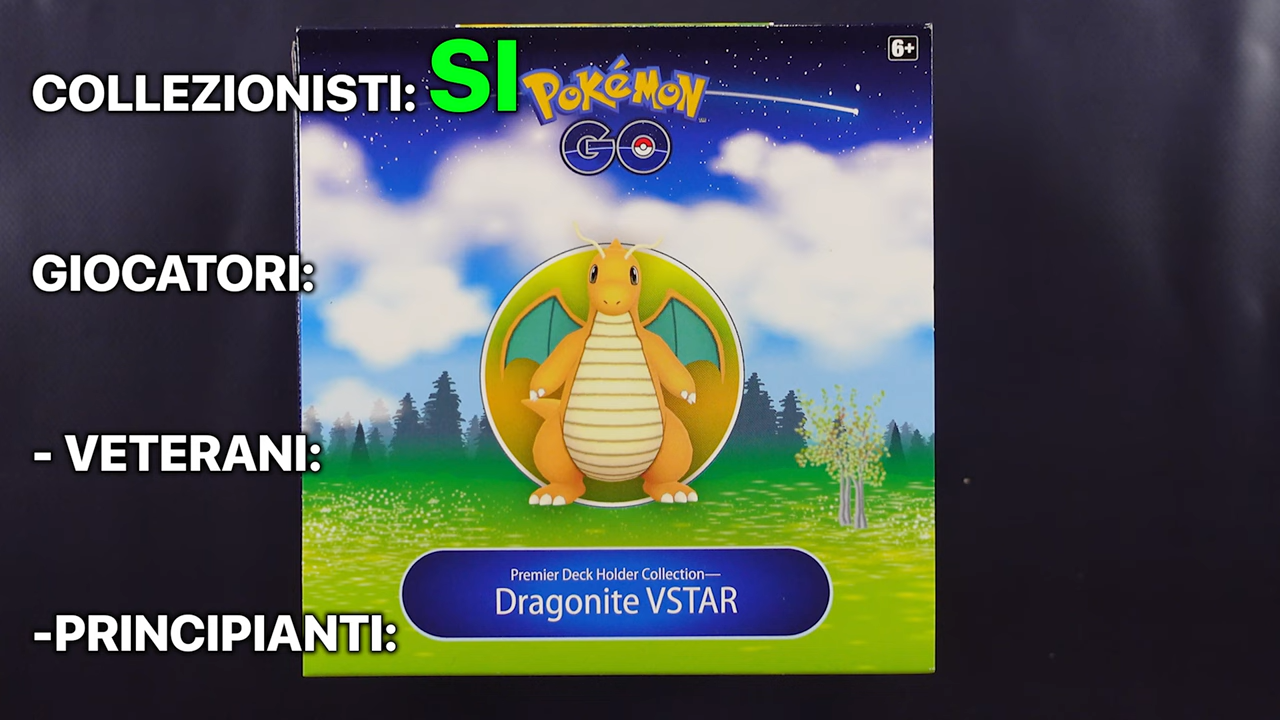 6+
COLLEZIONISTI: SI
POKÉMON
GO
GIOCATORI:
- VETERANI:
Premier Deck Holder Collection—
Dragonite VSTAR
-PRINCIPIANTI: